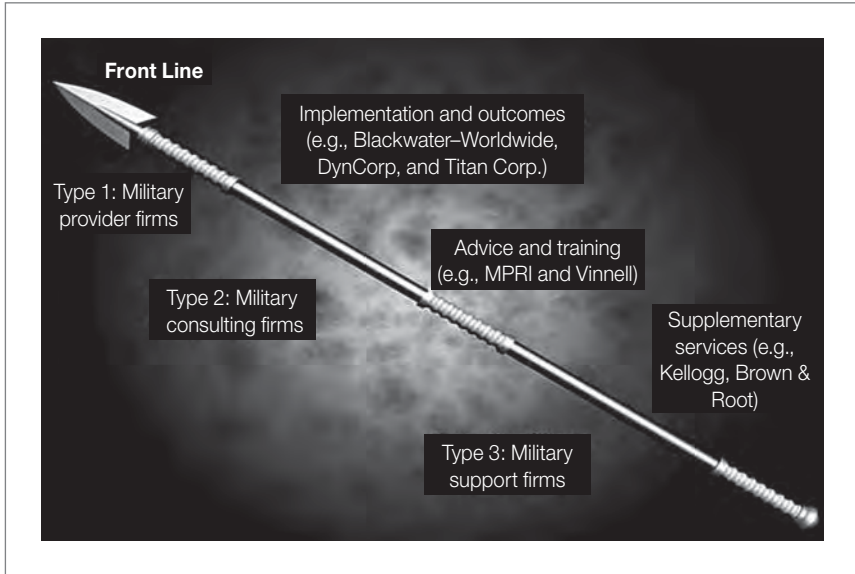 Front Line
Implementation and outcomes
(e.g., Blackwater–Worldwide,
DynCorp, and Titan Corp.)
Type 1: Military
provider firms
Advice and training
(e.g., MPRI and Vinnell)
Type 2: Military
consulting firms
Supplementary
services (e.g.,
Kellogg, Brown &
Root)
Type 3: Military
support firms